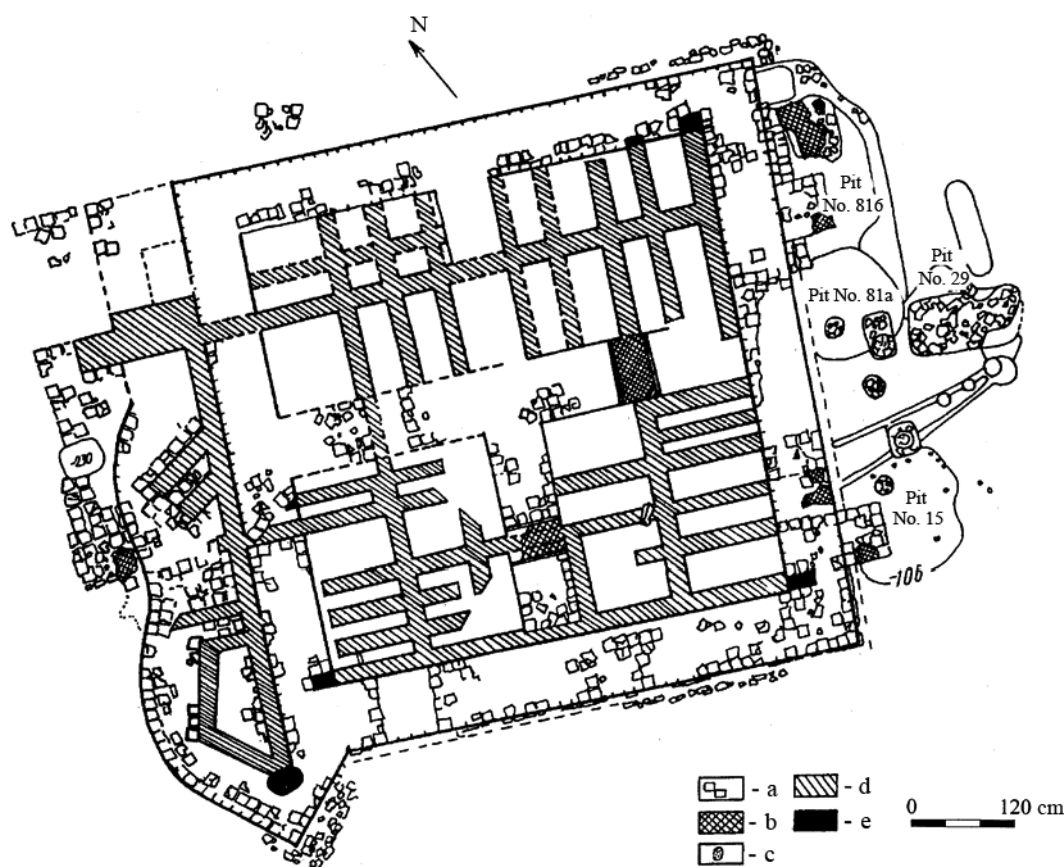 N
Pit
No. 816
Pit
No. 29
Pit No. 81a
-230
Pit
No. 15
-106
- a
- d
- b
- e
- c
0
120 cm